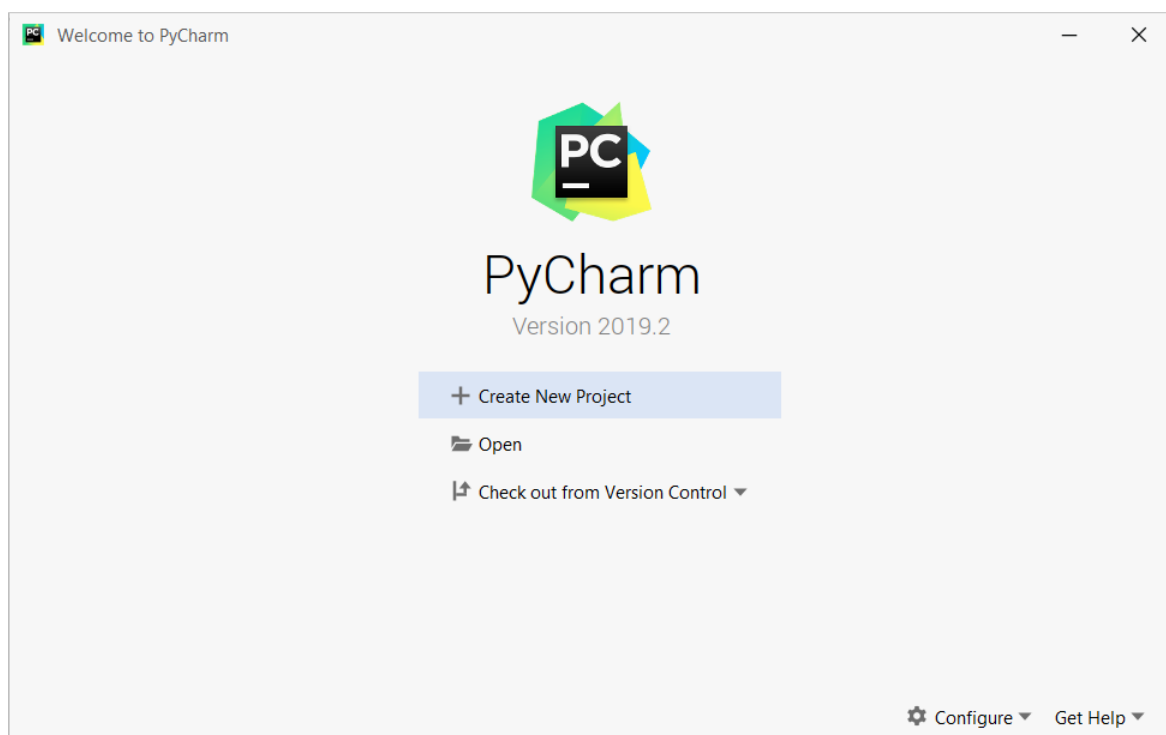 PC
Welcome to PyCharm
PC
PyCharm
Version 2019.2
Create New Project
Open
Check out from Version Control
Configure
Get Help